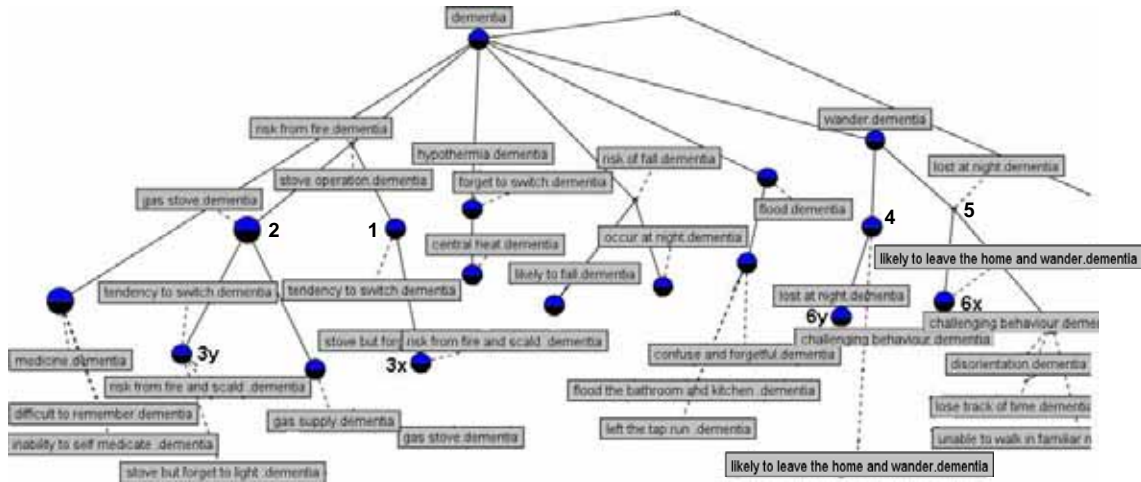 dementia
risk from fire.dementia
wander.dementia
hypothermia.dementia
risk of fall.dementia
lost at night.dementia
stove operation.dementia
forget to switch.dementia
gas stove.dementia
flood.dementia
2
1
4
5
occur at night.dementia
central heat.dementia
likely to leave the home and wander.dementia
likely to fall.dementia
tendency to switch.dementia
tendency to switch.dementia
lost at night.dementia
6x
6y
challenging behaviour.deme
stove but for
risk from fire and scald .dementia
challenging behaviour.dementia
3y
3x
confuse and forgetful.dementia
medicine.dementia
disorientation.dementia
risk from fire and scald .dementia
flood the bathroom and kitchen .dementia
difficult to remember.dementia
lose track of time.dementia
gas supply.dementia
left the tap run .dementia
gas stove.dementia
inability to self medicate .dementia
unable to walk in familiar
likely to leave the home and wander.dementia
stove but forget to light .dementia